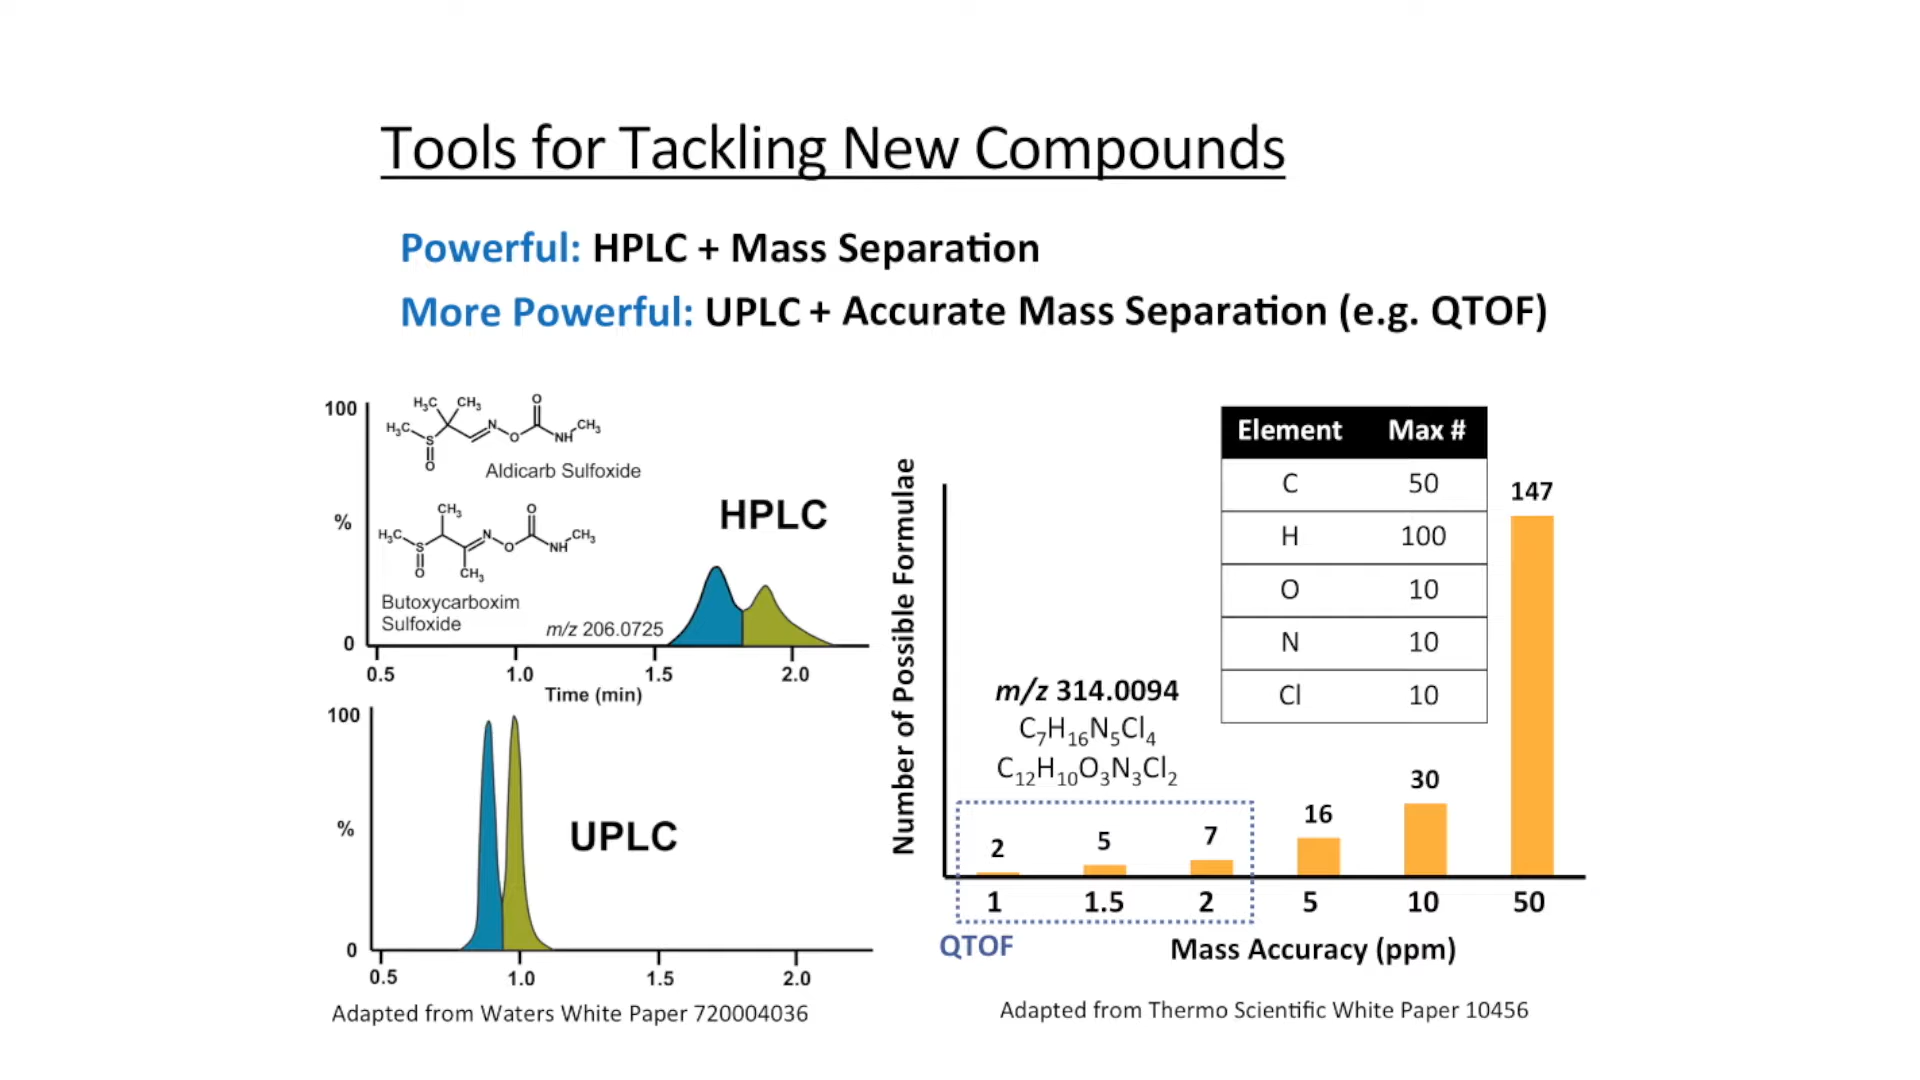 Tools for Tackling New Compounds
Powerful: HPLC + Mass Separation
More Powerful: UPLC + Accurate Mass Separation (e.g. QTOF)
100
%
0
H₃C CH₃
H₃C
S
O
N
O
O
NH
CH₃
Aldicarb Sulfoxide
CH₃
H₃C
S
O
CH₃
N
O
O
NH
CH₃
Butoxycarboxim
Sulfoxide
m/z 206.0725
HPLC
0.5 1.0 1.5 2.0
Time (min)
100
%
0
UPLC
0.5 1.0 1.5 2.0
Adapted from Waters White Paper 720004036
Number of Possible Formulae
Element Max #
C 50
H 100
O 10
N 10
Cl 10
m/z 314.0094
C₇H₁₆N₅Cl₄
C₁₂H₁₀O₃N₃Cl₂
2 5 7 16 30 147
1 1.5 2 5 10 50
QTOF
Mass Accuracy (ppm)
Adapted from Thermo Scientific White Paper 10456